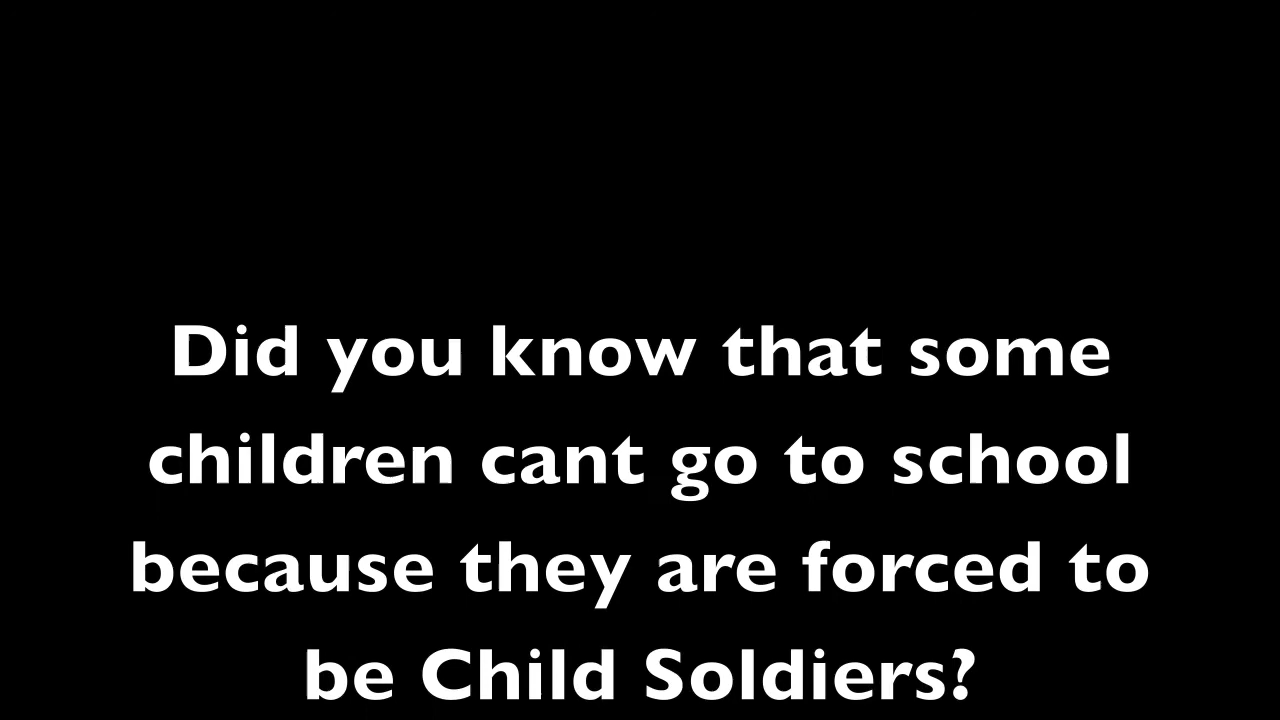 Did you know that some
children cant go to school
because they are forced to
be Child Soldiers?